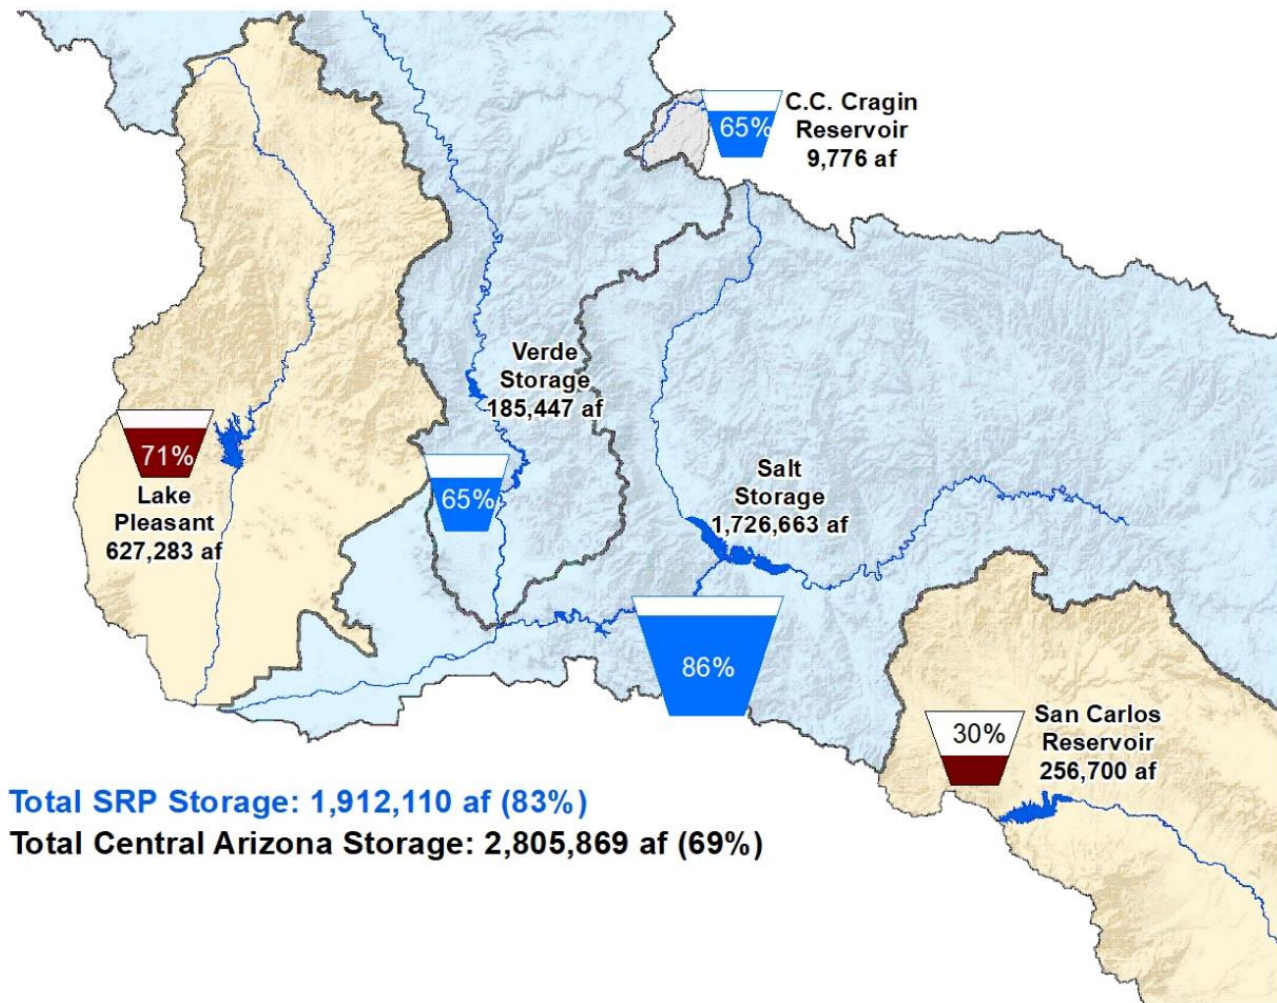 65%
C.C. Cragin
Reservoir
9,776 af
Verde
Storage
185,447 af
65%
71%
Lake
Pleasant
627,283 af
Salt
Storage
1,726,663 af
86%
30%
San Carlos
Reservoir
256,700 af
Total SRP Storage: 1,912,110 af (83%)
Total Central Arizona Storage: 2,805,869 af (69%)